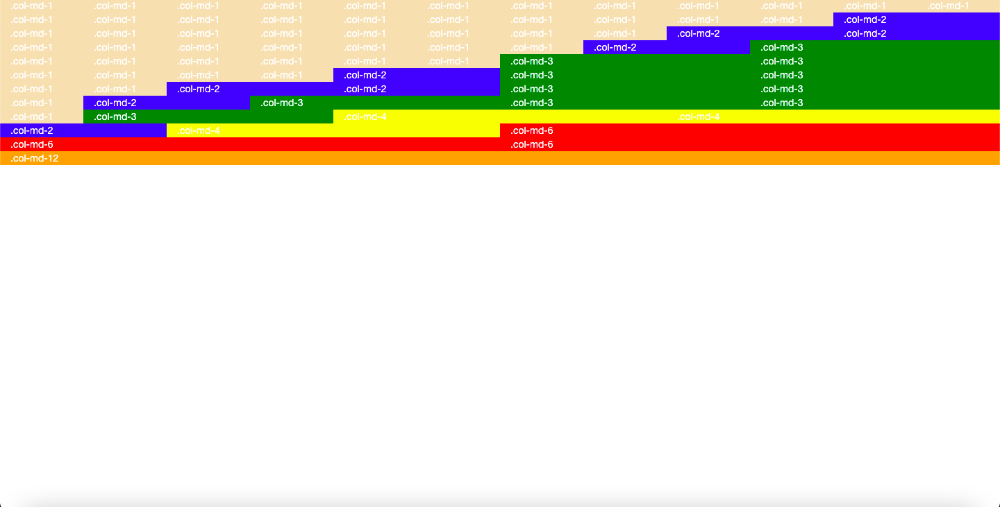 .col-md-1 .col-md-1 .col-md-1 .col-md-1 .col-md-1 .col-md-1 .col-md-1 .col-md-1 .col-md-1 .col-md-1 .col-md-1 .col-md-1
.col-md-1 .col-md-1 .col-md-1 .col-md-1 .col-md-1 .col-md-1 .col-md-1 .col-md-1 .col-md-1 .col-md-1 .col-md-2
.col-md-1 .col-md-1 .col-md-1 .col-md-1 .col-md-1 .col-md-1 .col-md-1 .col-md-1 .col-md-2 .col-md-2
.col-md-1 .col-md-1 .col-md-1 .col-md-1 .col-md-1 .col-md-1 .col-md-1 .col-md-2 .col-md-3
.col-md-1 .col-md-1 .col-md-1 .col-md-1 .col-md-1 .col-md-1 .col-md-3 .col-md-3
.col-md-1 .col-md-1 .col-md-1 .col-md-1 .col-md-2 .col-md-3 .col-md-3
.col-md-1 .col-md-1 .col-md-2 .col-md-2 .col-md-3 .col-md-3
.col-md-1 .col-md-2 .col-md-3 .col-md-3 .col-md-3
.col-md-1 .col-md-3 .col-md-4 .col-md-4
.col-md-2 .col-md-4 .col-md-6
.col-md-6 .col-md-6
.col-md-12